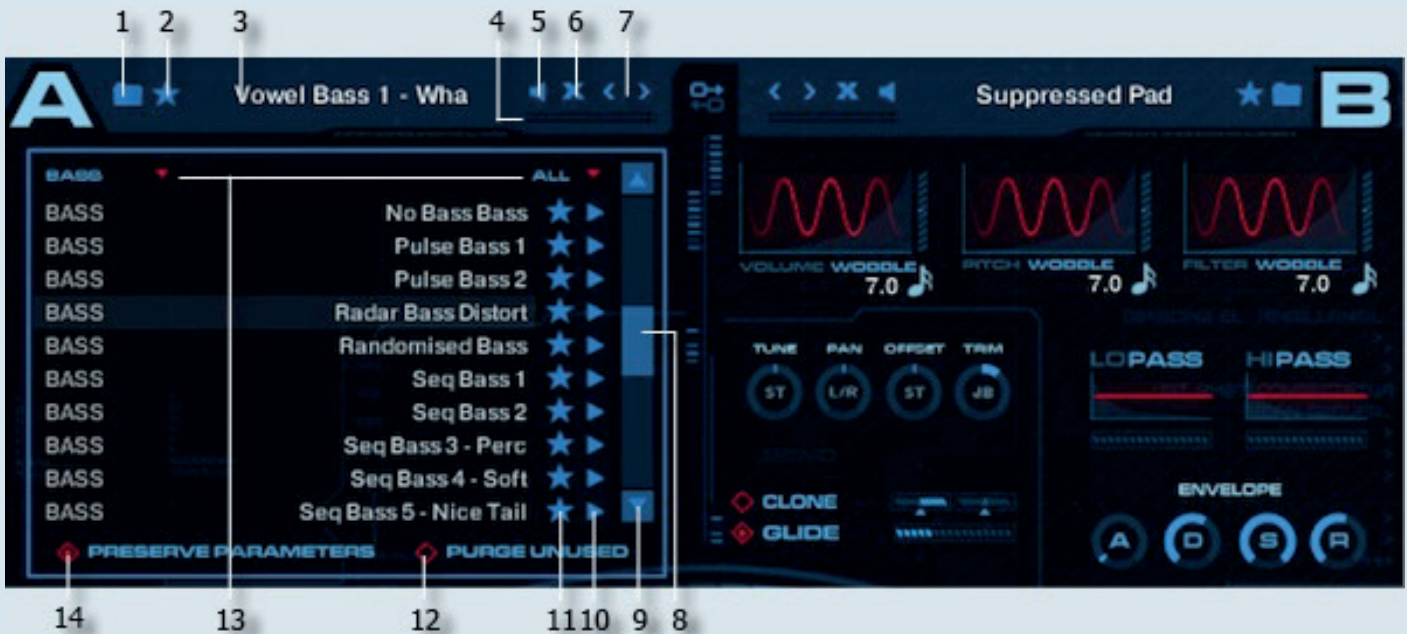 1 2 3 4 5 6 7
A Vowel Bass 1 - Wha X < > < > X Suppressed Pad B
BASS ALL
BASS No Bass Bass
BASS Pulse Bass 1
BASS Pulse Bass 2
BASS Radar Bass Distort
BASS Randomised Bass
BASS Seq Bass 1
BASS Seq Bass 2
BASS Seq Bass 3 - Perc
BASS Seq Bass 4 - Soft
BASS Seq Bass 5 - Nice Tail
PRESERVE PARAMETERS PURGE UNUSED
VOLUME WOBBLE PITCH WOBBLE FILTER WOBBLE
7.0 7.0 7.0
TUNE PAN OFFSET TRIM
ST L/R ST dB
LOPASS HIPASS
CLONE
GLIDE
ENVELOPE
A D S R
14 13 12 11 10 9 8